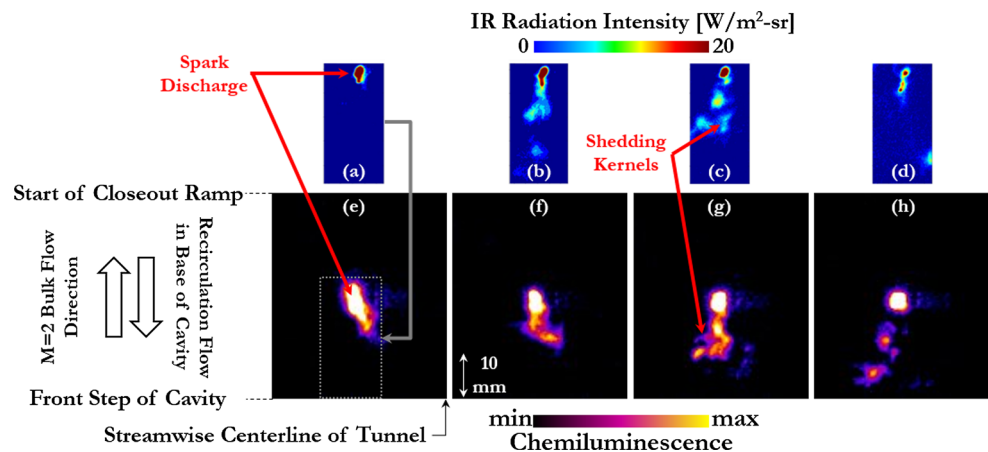 IR Radiation Intensity [W/m²-sr]
0
20
Spark
Discharge
Shedding
Kernels
(a)
(b)
(c)
(d)
Start of Closeout Ramp
(e)
(f)
(g)
(h)
M=2 Bulk Flow
Direction
Recirculation Flow
in Base of Cavity
10
mm
Front Step of Cavity
Streamwise Centerline of Tunnel
min
max
Chemiluminescence